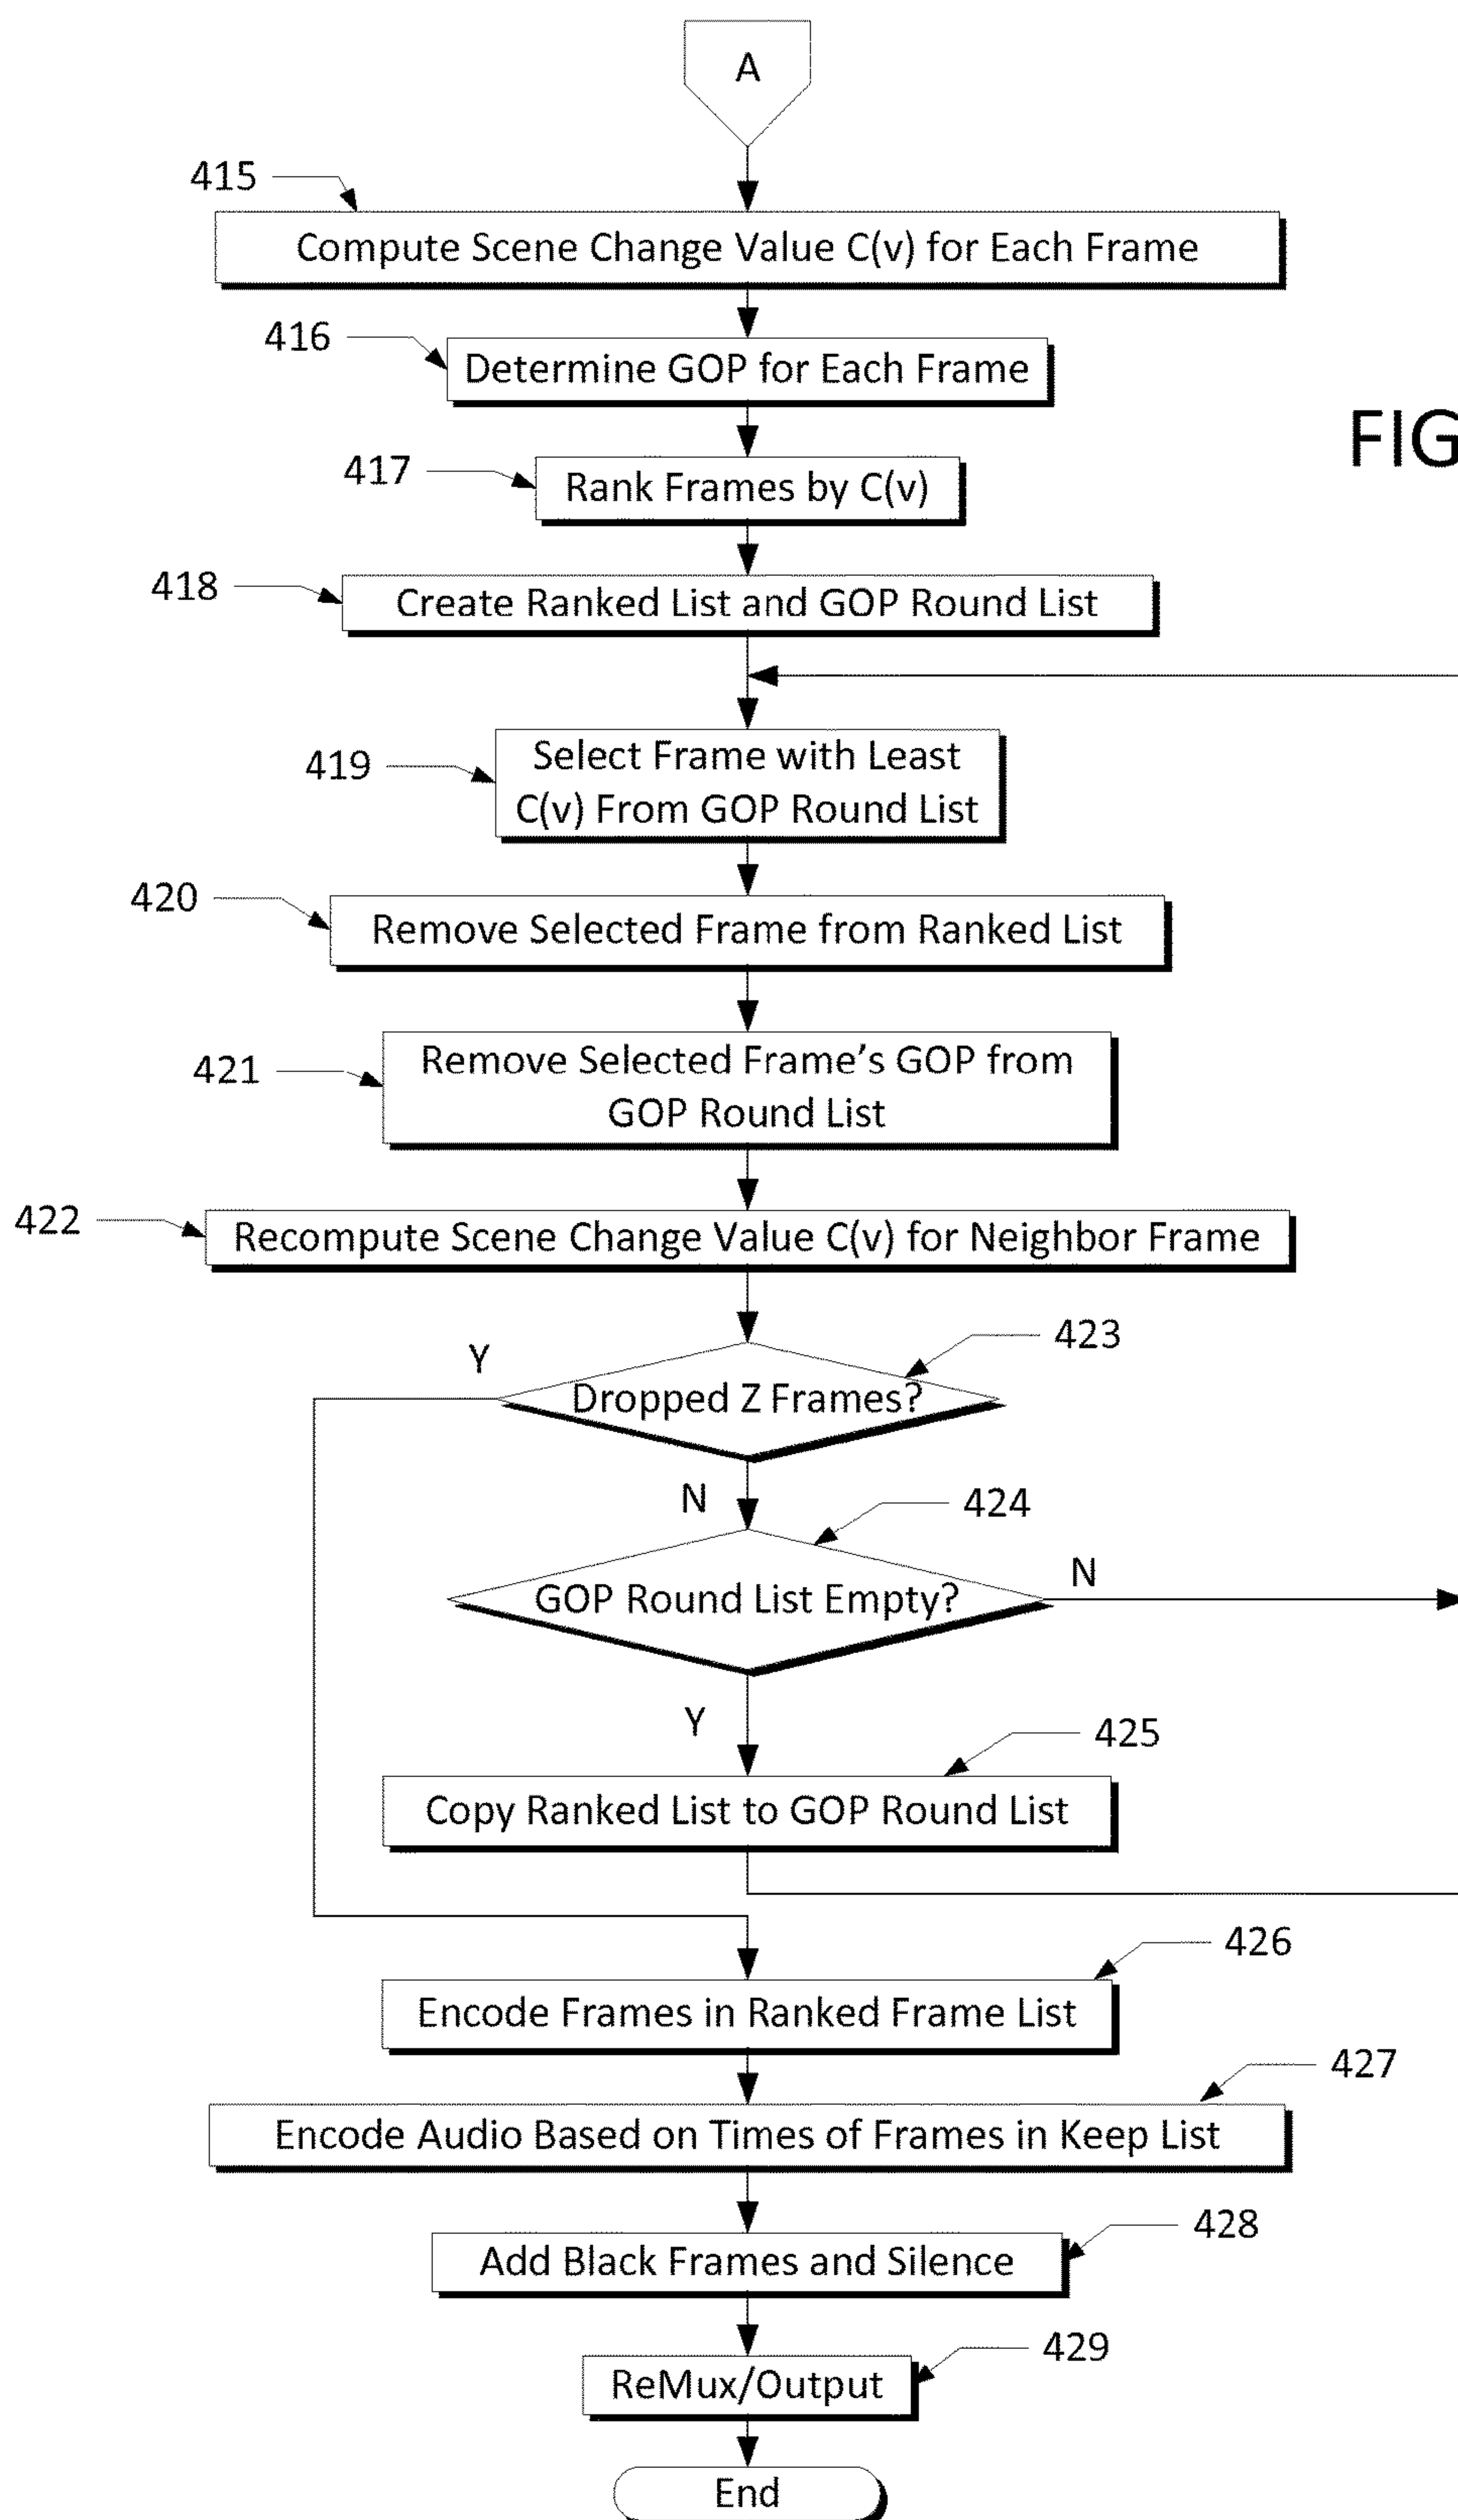 A
415
Compute Scene Change Value C(v) for Each Frame
416
Determine GOP for Each Frame
FIG
417
Rank Frames by C(v)
418
Create Ranked List and GOP Round List
419
Select Frame with Least
C(v) From GOP Round List
420
Remove Selected Frame from Ranked List
421
Remove Selected Frame’s GOP from
GOP Round List
422
Recompute Scene Change Value C(v) for Neighbor Frame
423
Y
Dropped Z Frames?
N
424
GOP Round List Empty?
N
Y
425
Copy Ranked List to GOP Round List
426
Encode Frames in Ranked Frame List
427
Encode Audio Based on Times of Frames in Keep List
428
Add Black Frames and Silence
429
ReMux/Output
End